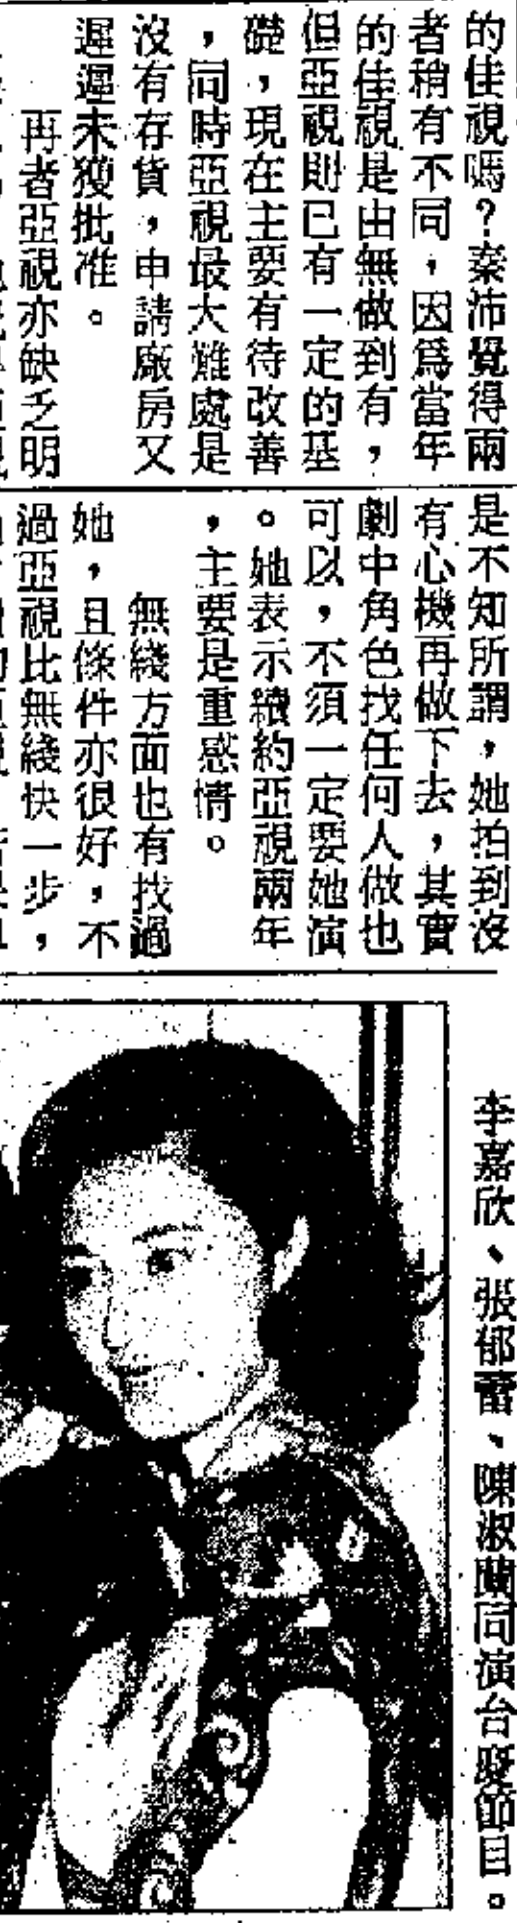 的佳視嗎？秦沛覺得兩
者稍有不同，因爲當年
的佳視是由無做到有，
但亞視則已有一定的基
礎，現在主要有待改善
，同時亞視最大難處是
沒有存貨，申請廠房又
遲遲未獲批准。
再者亞視亦缺乏明
是不知所謂，她拍到沒
有心機再做下去，其實
劇中角色找任何人做也
可以，不須一定要她演
。她表示續約亞視兩年
，主要是重感情。
無綫方面也有找過
她，且條件亦很好，不
過亞視比無綫快一步，
李嘉欣、張郁蕾、陳淑蘭同演台慶節目。